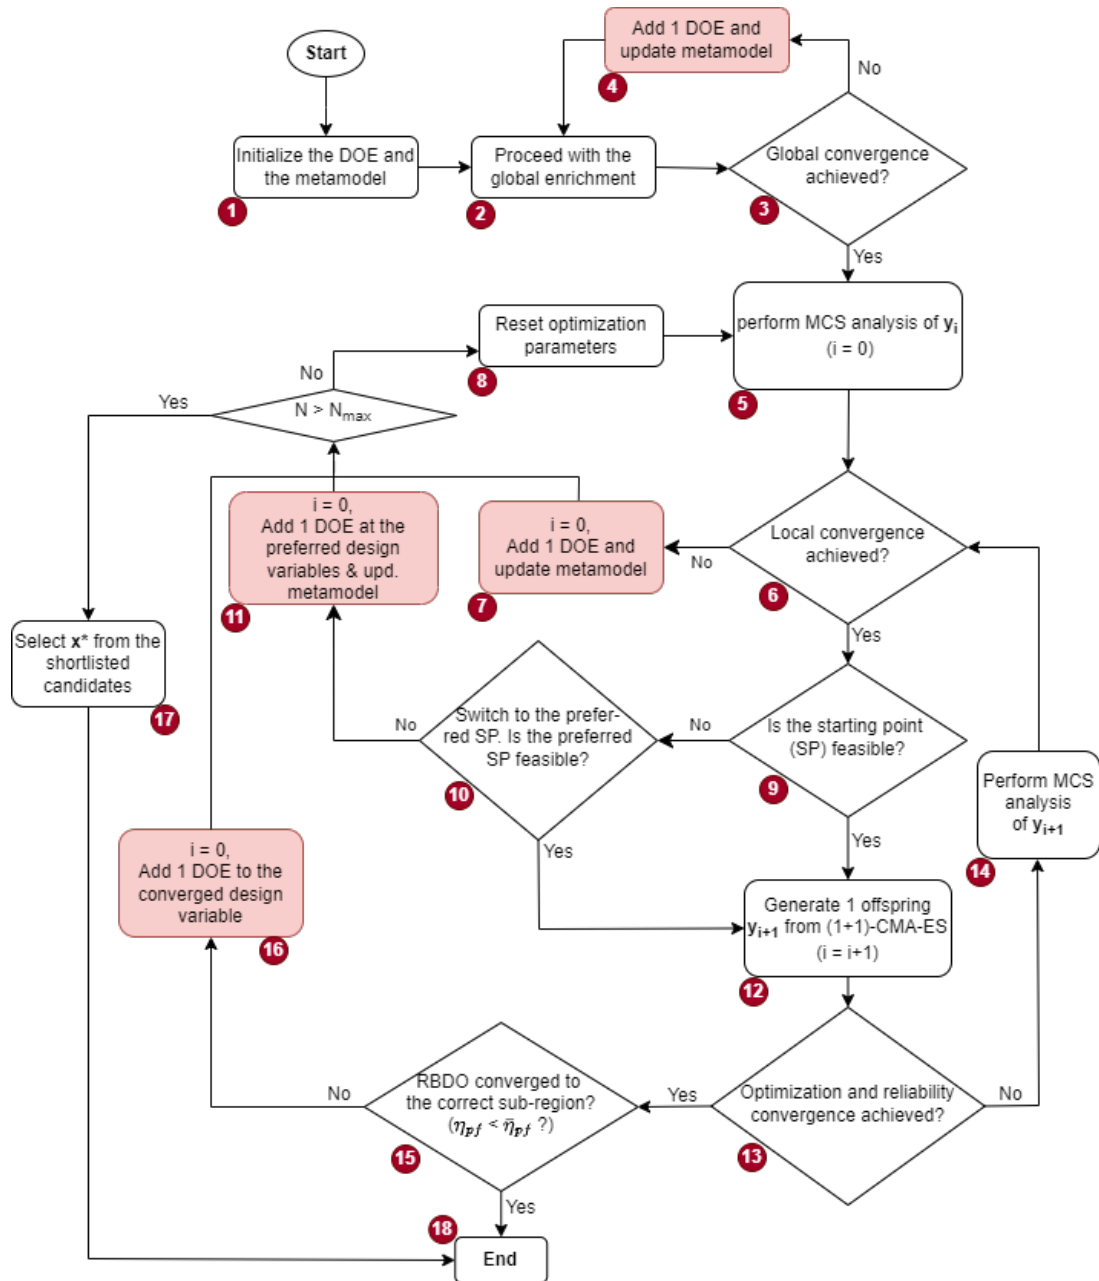 Start
Add 1 DOE and
update metamodel
4
No
Initialize the DOE and
the metamodel
1
Proceed with the
global enrichment
2
Global convergence
achieved?
3
Yes
Reset optimization
parameters
8
perform MCS analysis of yᵢ
(i = 0)
5
No
Yes
N > Nmax
i = 0,
Add 1 DOE at the
preferred design
variables & upd.
metamodel
11
i = 0,
Add 1 DOE and
update metamodel
7
No
Local convergence
achieved?
6
Yes
Select x* from the
shortlisted
candidates
17
Switch to the prefer-
red SP. Is the preferred
SP feasible?
10
No
Yes
No
Is the starting point
(SP) feasible?
9
Yes
Perform MCS
analysis
of yᵢ₊₁
14
i = 0,
Add 1 DOE to the
converged design
variable
16
Generate 1 offspring
yᵢ₊₁ from (1+1)-CMA-ES
(i = i+1)
12
No
RBDO converged to
the correct sub-region?
(η_pf < η̄_pf ?)
15
Yes
Yes
Optimization and reliability
convergence achieved?
13
No
18
End